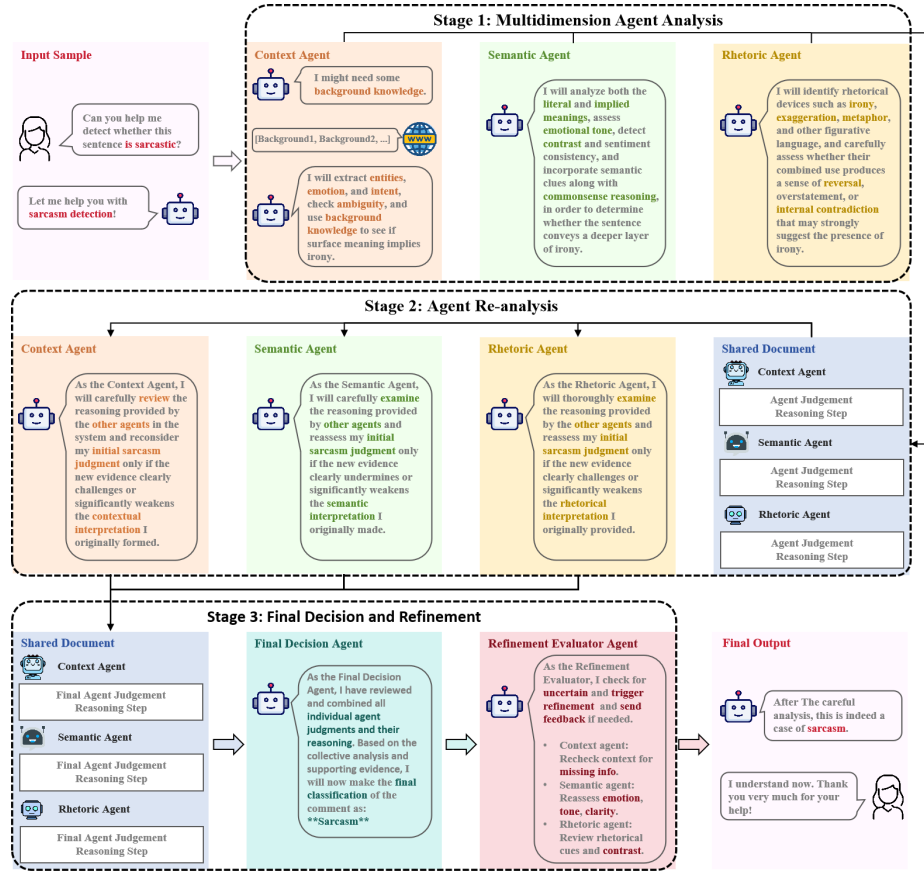 Stage 1: Multidimension Agent Analysis
Input Sample
Can you help me
detect whether this
sentence is sarcastic?
Let me help you with
sarcasm detection!
Context Agent
I might need some
background knowledge.
[Background1, Background2, ...]
WWW
I will extract entities,
emotion, and intent,
check ambiguity, and
use background
knowledge to see if
surface meaning implies
irony.
Semantic Agent
I will analyze both the
literal and implied
meanings, assess
emotional tone, detect
contrast and sentiment
consistency, and
incorporate semantic
clues along with
commonsense reasoning,
in order to determine
whether the sentence
conveys a deeper layer
of irony.
Rhetoric Agent
I will identify rhetorical
devices such as irony,
exaggeration, metaphor,
and other figurative
language, and carefully
assess whether their
combined use produces
a sense of reversal,
overstatement, or
internal contradiction
that may strongly
suggest the presence of
irony.
Stage 2: Agent Re-analysis
Context Agent
As the Context Agent, I
will carefully review the
reasoning provided by
the other agents in the
system and reconsider
my initial sarcasm
judgment only if the
new evidence clearly
challenges or
significantly weakens
the contextual
interpretation I
originally formed.
Semantic Agent
As the Semantic Agent,
I will carefully examine
the reasoning provided
by other agents and
reassess my initial
sarcasm judgment only
if the new evidence
clearly undermines or
significantly weakens
the semantic
interpretation I
originally made.
Rhetoric Agent
As the Rhetoric Agent, I
will thoroughly examine
the reasoning provided
by the other agents and
reassess my initial
sarcasm judgment only
if the new evidence
clearly challenges or
significantly weakens
the rhetorical
interpretation I
originally provided.
Shared Document
Context Agent
Agent Judgement
Reasoning Step
Semantic Agent
Agent Judgement
Reasoning Step
Rhetoric Agent
Agent Judgement
Reasoning Step
Stage 3: Final Decision and Refinement
Shared Document
Context Agent
Final Agent Judgement
Reasoning Step
Semantic Agent
Final Agent Judgement
Reasoning Step
Rhetoric Agent
Final Agent Judgement
Reasoning Step
Final Decision Agent
As the Final Decision
Agent, I have reviewed
and combined all
individual agent
judgments and their
reasoning. Based on the
collective analysis and
supporting evidence, I
will now make the final
classification of the
comment as:
**Sarcasm**
Refinement Evaluator Agent
As the Refinement
Evaluator, I check for
uncertain and trigger
refinement and send
feedback if needed.
• Context agent:
Recheck context for
missing info.
• Semantic agent:
Reassess emotion,
tone, clarity.
• Rhetoric agent:
Review rhetorical
cues and contrast.
Final Output
After The careful
analysis, this is indeed a
case of sarcasm.
I understand now. Thank
you very much for your
help!